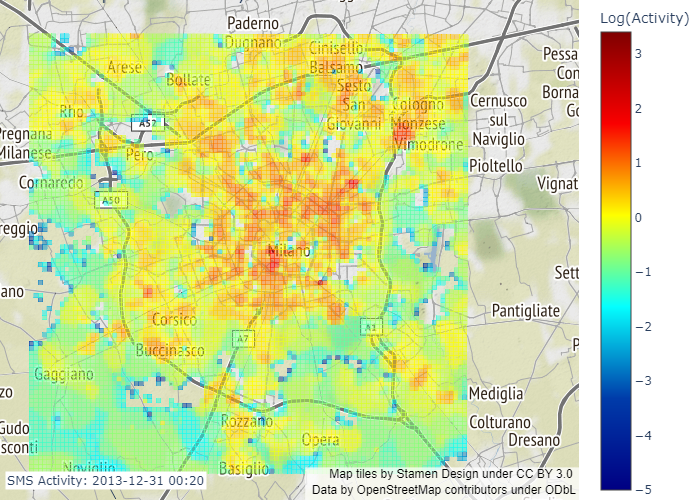 Log(Activity)
Paderno
Dugnano
Cinisello
Balsamo
Arese
Bollate
Sesto
San
Giovanni
Pessa
Con
Borna
Go
Rho
A57
Cologno
Monzese
Vimodrone
Cernusco
sul
Naviglio
Pregnana
Milanese
Pero
Pioltello
Cornaredo
A50
Vignat
reggio
Milano
Sett
ano
Pantigliate
Corsico
A7
A1
P
Buccinasco
Gaggiano
zo
Mediglia
Rozzano
Colturano
Gudo
sconti
Opera
Dresano
Noviglio
Basiglio
SMS Activity: 2013-12-31 00:20
Map tiles by Stamen Design under CC BY 3.0
Data by OpenStreetMap contributors under ODbL
3
2
1
0
−1
−2
−3
−4
−5